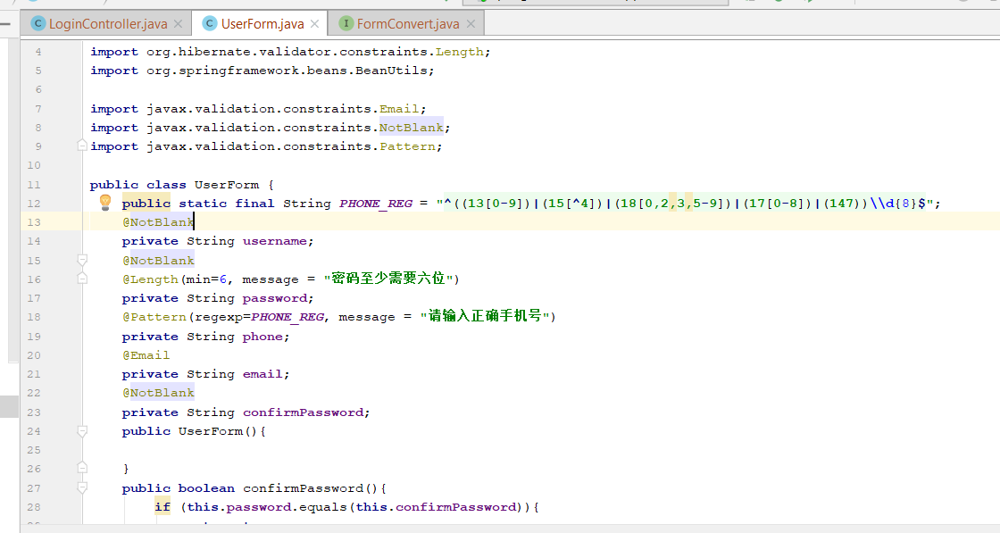 LoginController.java
UserForm.java
FormConvert.java
4 import org.hibernate.validator.constraints.Length;
5 import org.springframework.beans.BeanUtils;
6
7 import javax.validation.constraints.Email;
8 import javax.validation.constraints.NotBlank;
9 import javax.validation.constraints.Pattern;
10
11 public class UserForm {
12 public static final String PHONE_REG = "^((13[0-9])|(15[^4])|(18[0,2,3,5-9])|(17[0-8])|(147))\\d{8}$";
13 @NotBlank
14 private String username;
15 @NotBlank
16 @Length(min=6, message = "密码至少需要六位")
17 private String password;
18 @Pattern(regexp=PHONE_REG, message = "请输入正确手机号")
19 private String phone;
20 @Email
21 private String email;
22 @NotBlank
23 private String confirmPassword;
24 public UserForm(){
25
26 }
27 public boolean confirmPassword(){
28 if (this.password.equals(this.confirmPassword)){